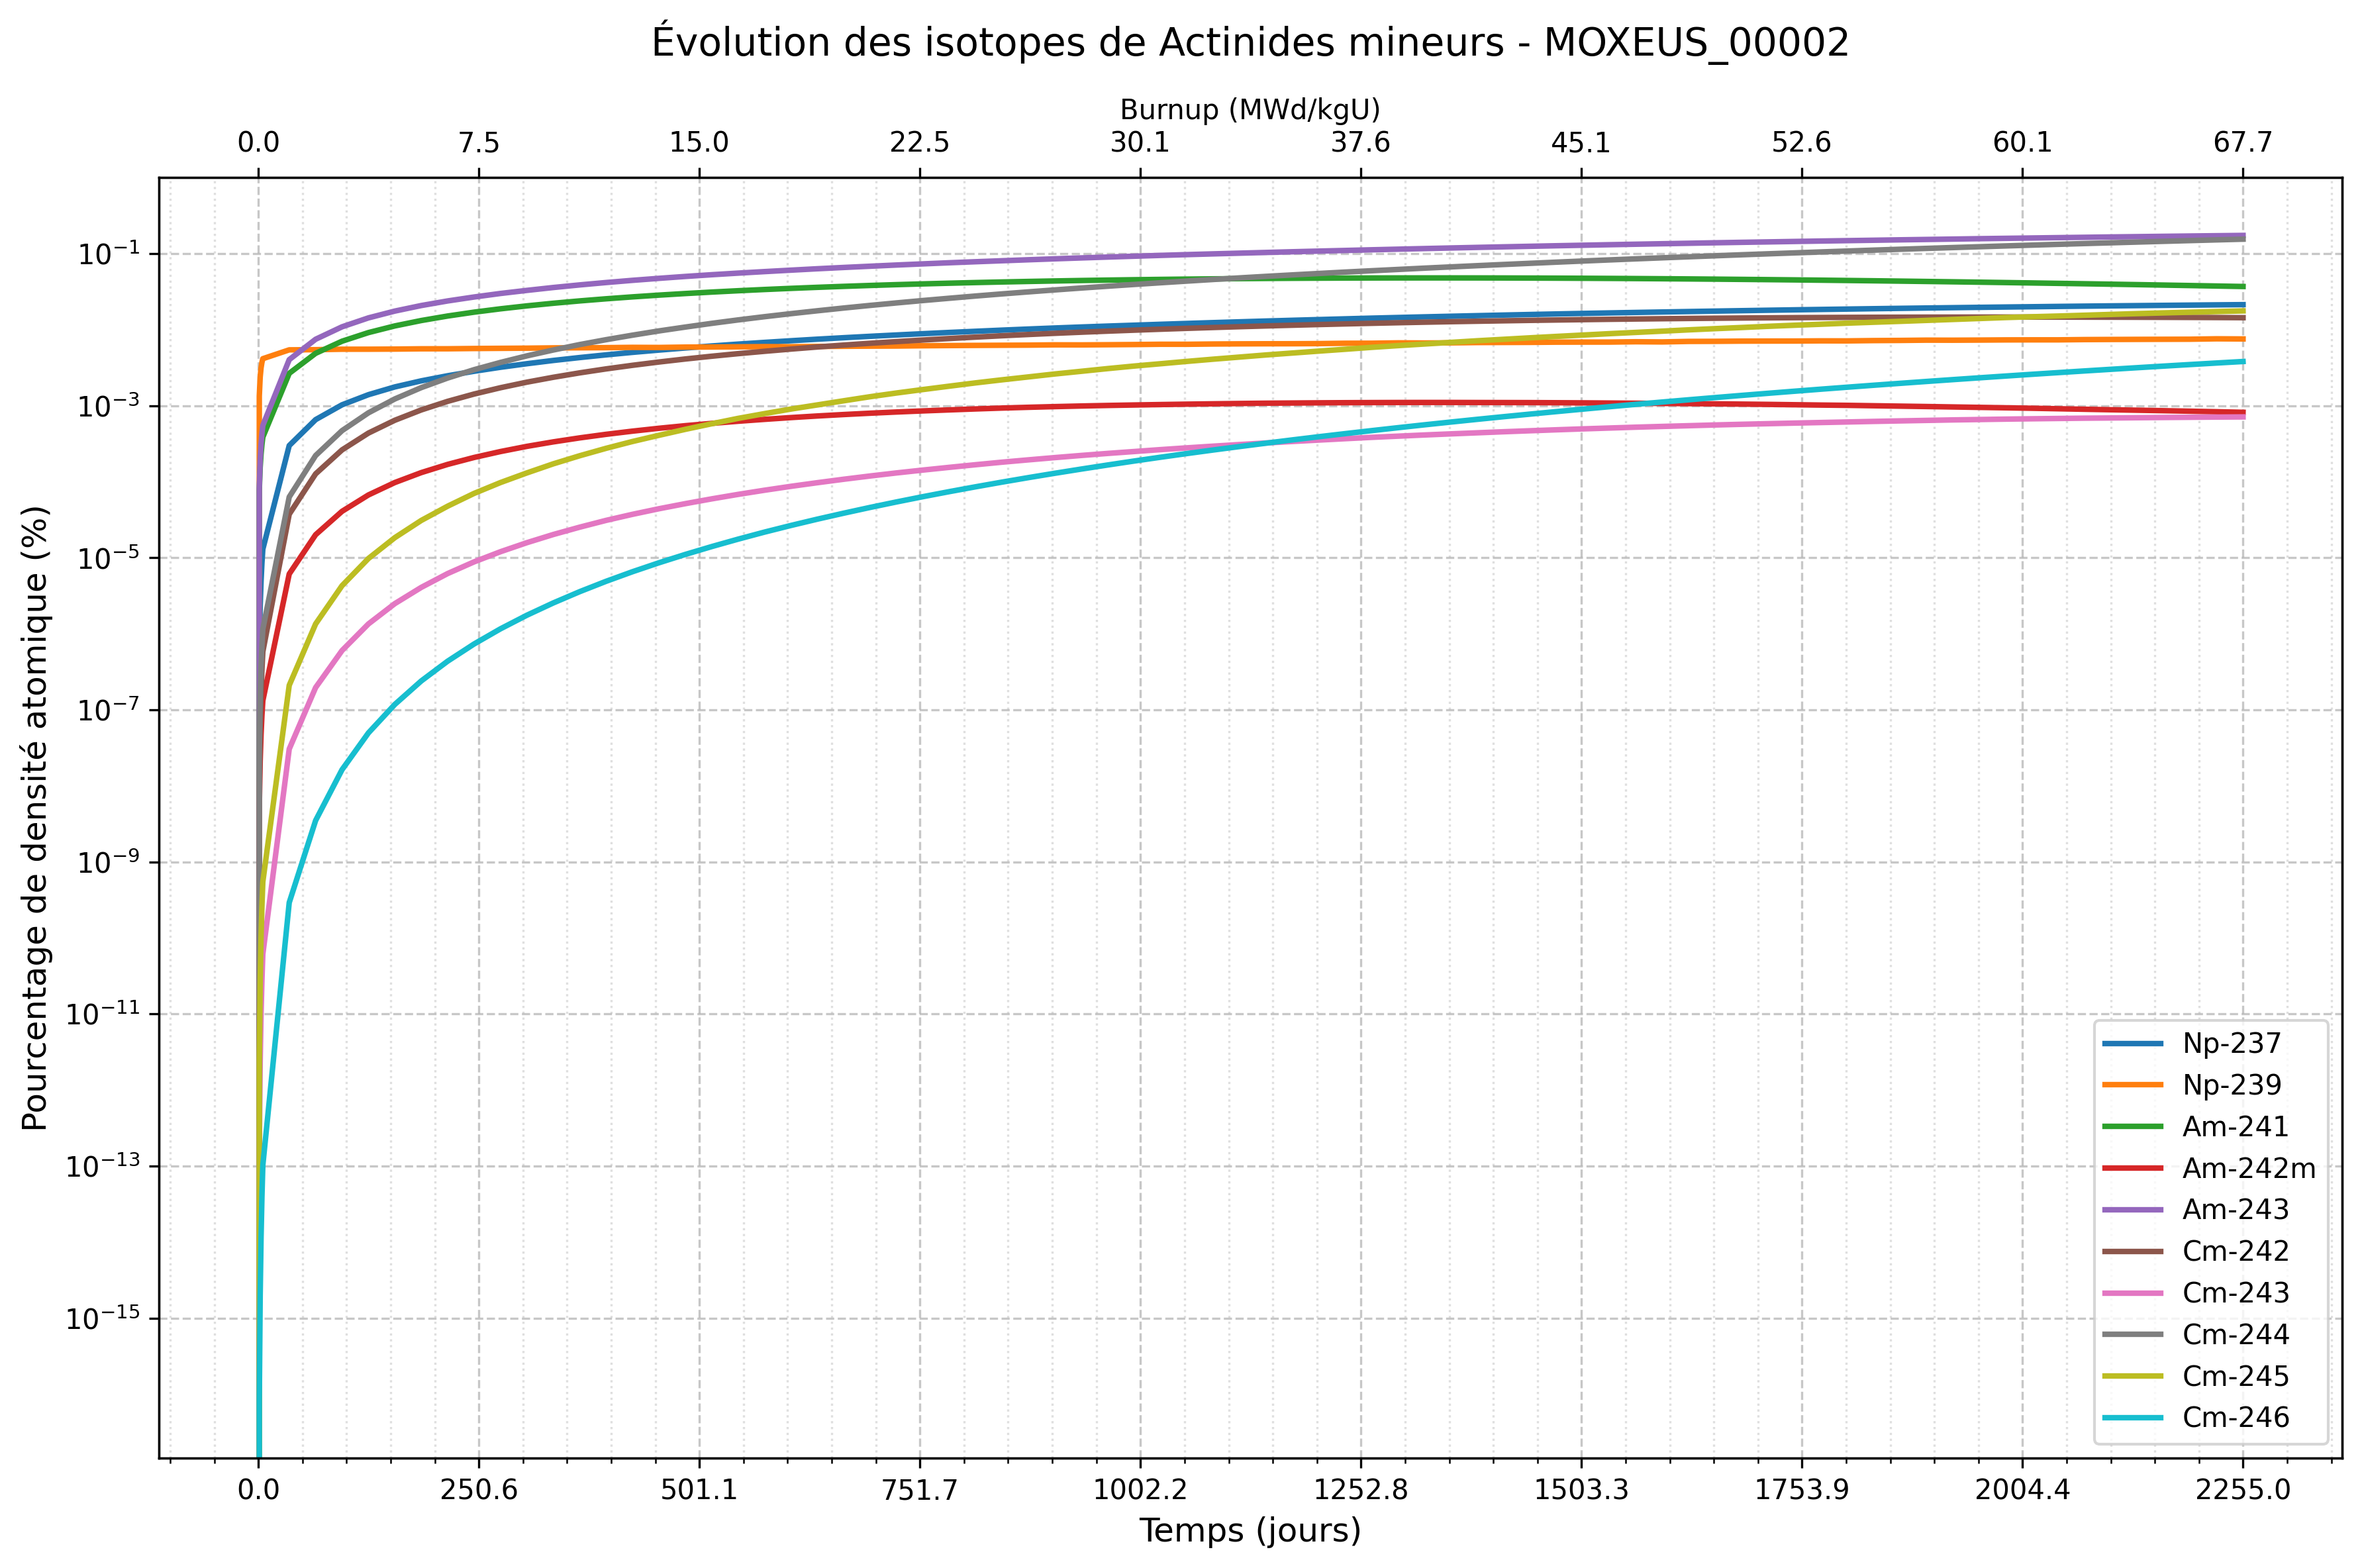 Évolution des isotopes de Actinides mineurs - MOXEUS_00002
Burnup (MWd/kgU)
0.0 7.5 15.0 22.5 30.1 37.6 45.1 52.6 60.1 67.7
Pourcentage de densité atomique (%)
10⁻¹
10⁻³
10⁻⁵
10⁻⁷
10⁻⁹
10⁻¹¹
10⁻¹³
10⁻¹⁵
Np-237
Np-239
Am-241
Am-242m
Am-243
Cm-242
Cm-243
Cm-244
Cm-245
Cm-246
0.0 250.6 501.1 751.7 1002.2 1252.8 1503.3 1753.9 2004.4 2255.0
Temps (jours)